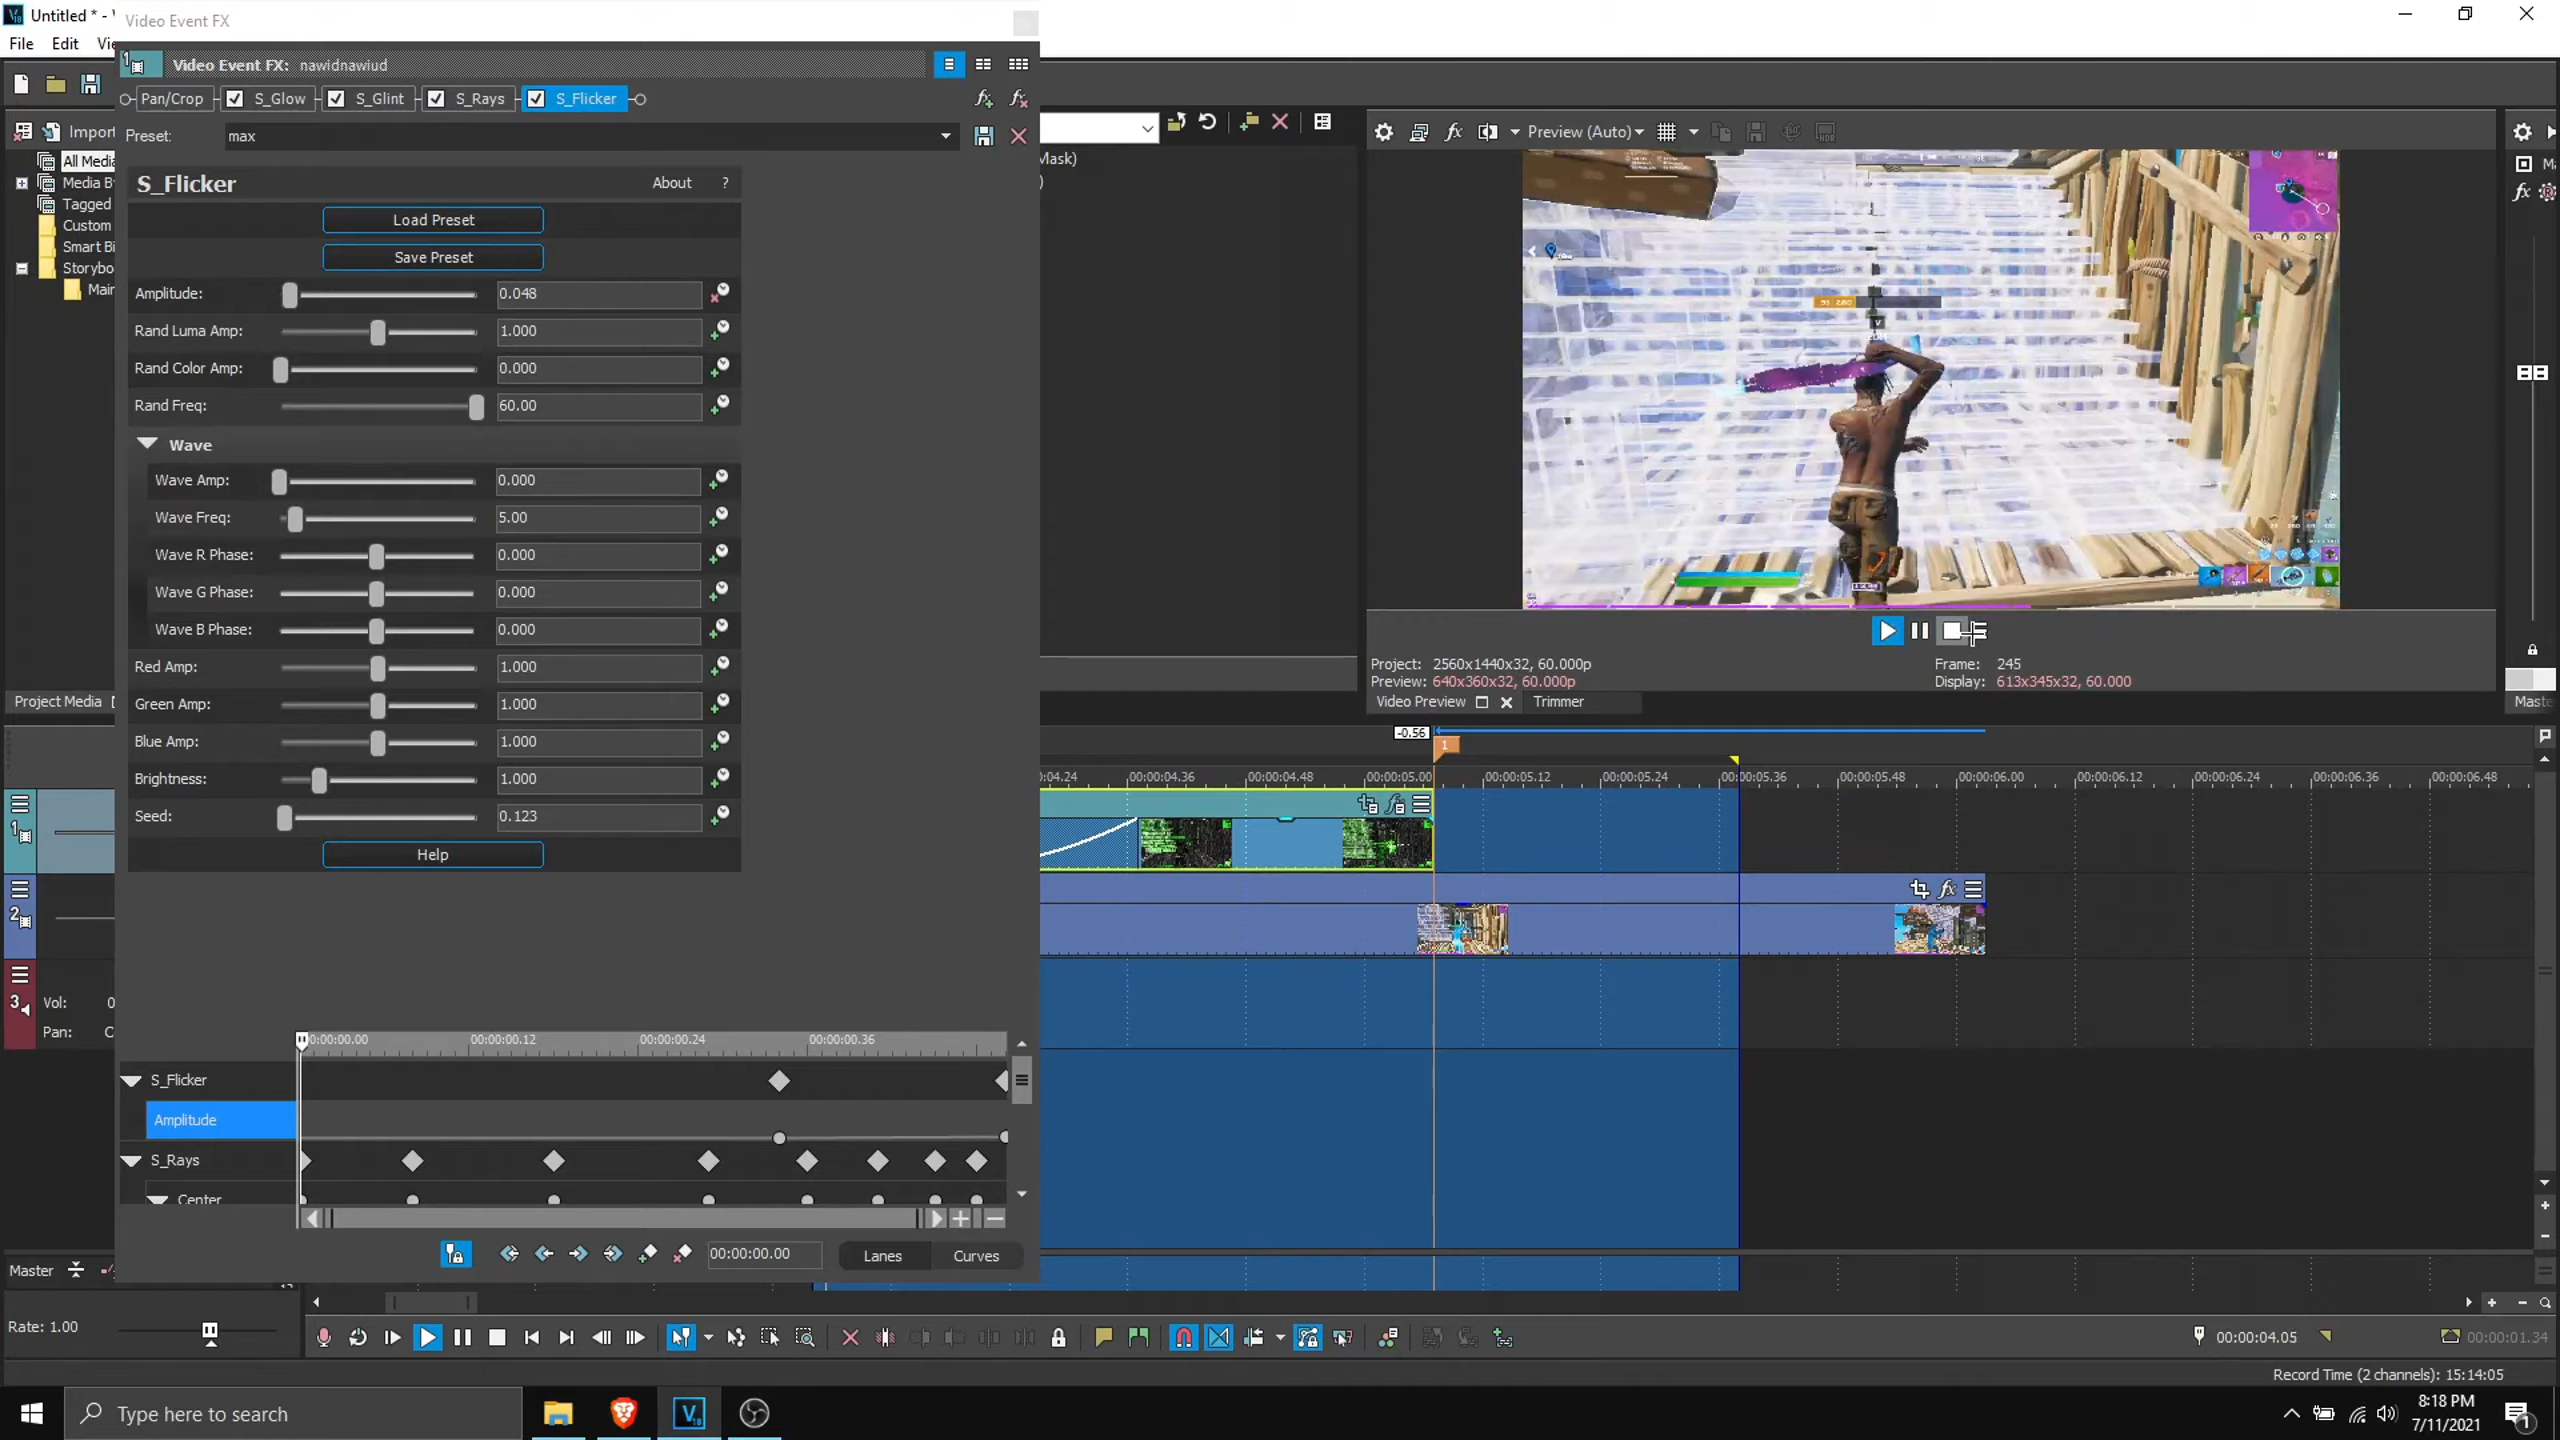 Untitled * -
Video Event FX
File
Edit
Video Event FX: nawidnawiud
Pan/Crop
S_Glow
S_Glint
S_Rays
S_Flicker
Import
Preset:
max
Mask)
)
Preview (Auto)
All Media
S_Flicker
About
?
Media B
Tagged
Custom
Smart Bi
Storybo
Mair
Load Preset
Save Preset
Amplitude:
0.048
Rand Luma Amp:
1.000
Rand Color Amp:
0.000
Rand Freq:
60.00
Wave
Wave Amp:
0.000
Wave Freq:
5.00
Wave R Phase:
0.000
Wave G Phase:
0.000
Wave B Phase:
0.000
Red Amp:
1.000
Green Amp:
1.000
Blue Amp:
1.000
Brightness:
1.000
Seed:
0.123
Help
Project: 2560x1440x32, 60.000p
Frame: 245
Preview: 640x360x32, 60.000p
Display: 613x345x32, 60.000
Project Media
Video Preview
Trimmer
Maste
-0.56
1
0:04.24
00:00:04.36
00:00:04.48
00:00:05.00
00:00:05.12
00:00:05.24
00:00:05.36
00:00:05.48
00:00:06.00
00:00:06.12
00:00:06.24
00:00:06.36
00:00:06.48
1
2
3
Vol:
0
Pan:
C
00:00:00.00
00:00:00.12
00:00:00.24
00:00:00.36
S_Flicker
Amplitude
S_Rays
Center
00:00:00.00
Lanes
Curves
Master
Rate: 1.00
00:00:04.05
00:00:01.34
Record Time (2 channels): 15:14:05
Type here to search
8:18 PM
7/11/2021
1